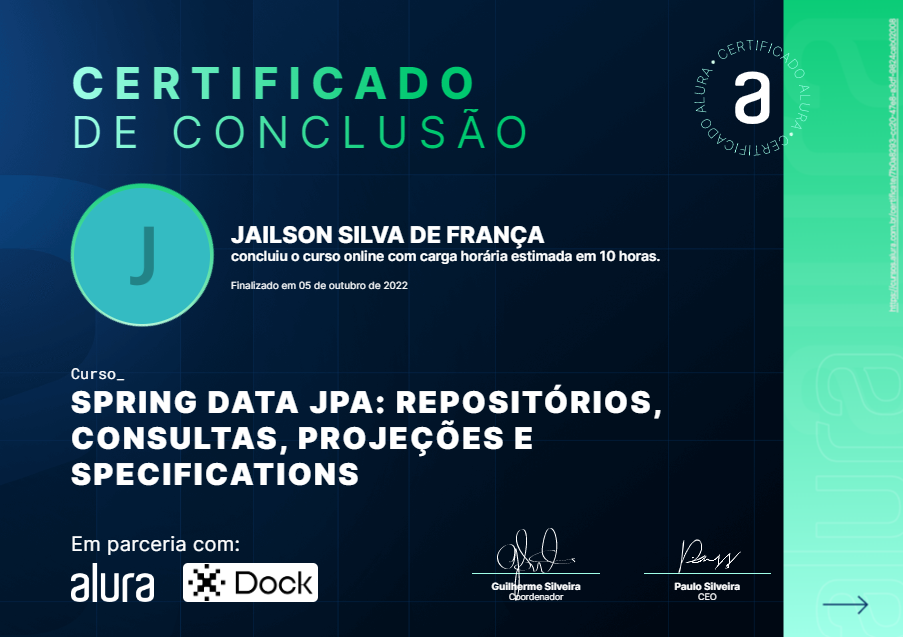 CERTIFICADO
DE CONCLUSÃO
CERTIFICADO ALURA • CERTIFICADO ALURA •
a
J
JAILSON SILVA DE FRANÇA
concluiu o curso online com carga horária estimada em 10 horas.
Finalizado em 05 de outubro de 2022
Curso_
SPRING DATA JPA: REPOSITÓRIOS,
CONSULTAS, PROJEÇÕES E
SPECIFICATIONS
Em parceria com:
alura
Dock
Guilherme Silveira
Coordenador
Paulo Silveira
CEO
alura